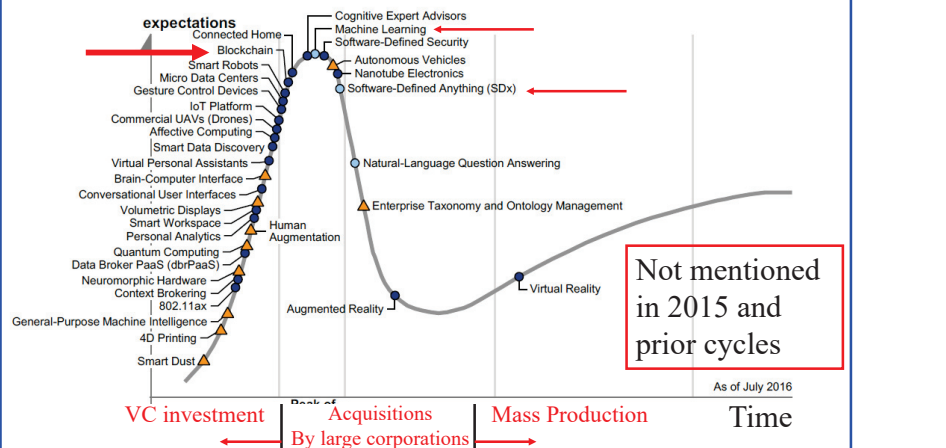 expectations
Cognitive Expert Advisors
Machine Learning
Software-Defined Security
Connected Home
Blockchain
Smart Robots
Micro Data Centers
Gesture Control Devices
IoT Platform
Commercial UAVs (Drones)
Affective Computing
Smart Data Discovery
Virtual Personal Assistants
Brain-Computer Interface
Conversational User Interfaces
Volumetric Displays
Smart Workspace
Personal Analytics
Quantum Computing
Data Broker PaaS (dbrPaaS)
Neuromorphic Hardware
Context Brokering
802.11ax
General-Purpose Machine Intelligence
4D Printing
Smart Dust
Human
Augmentation
Autonomous Vehicles
Nanotube Electronics
Software-Defined Anything (SDx)
Natural-Language Question Answering
Enterprise Taxonomy and Ontology Management
Augmented Reality
Virtual Reality
Not mentioned
in 2015 and
prior cycles
As of July 2016
Peak of
VC investment
Acquisitions
By large corporations
Mass Production
Time